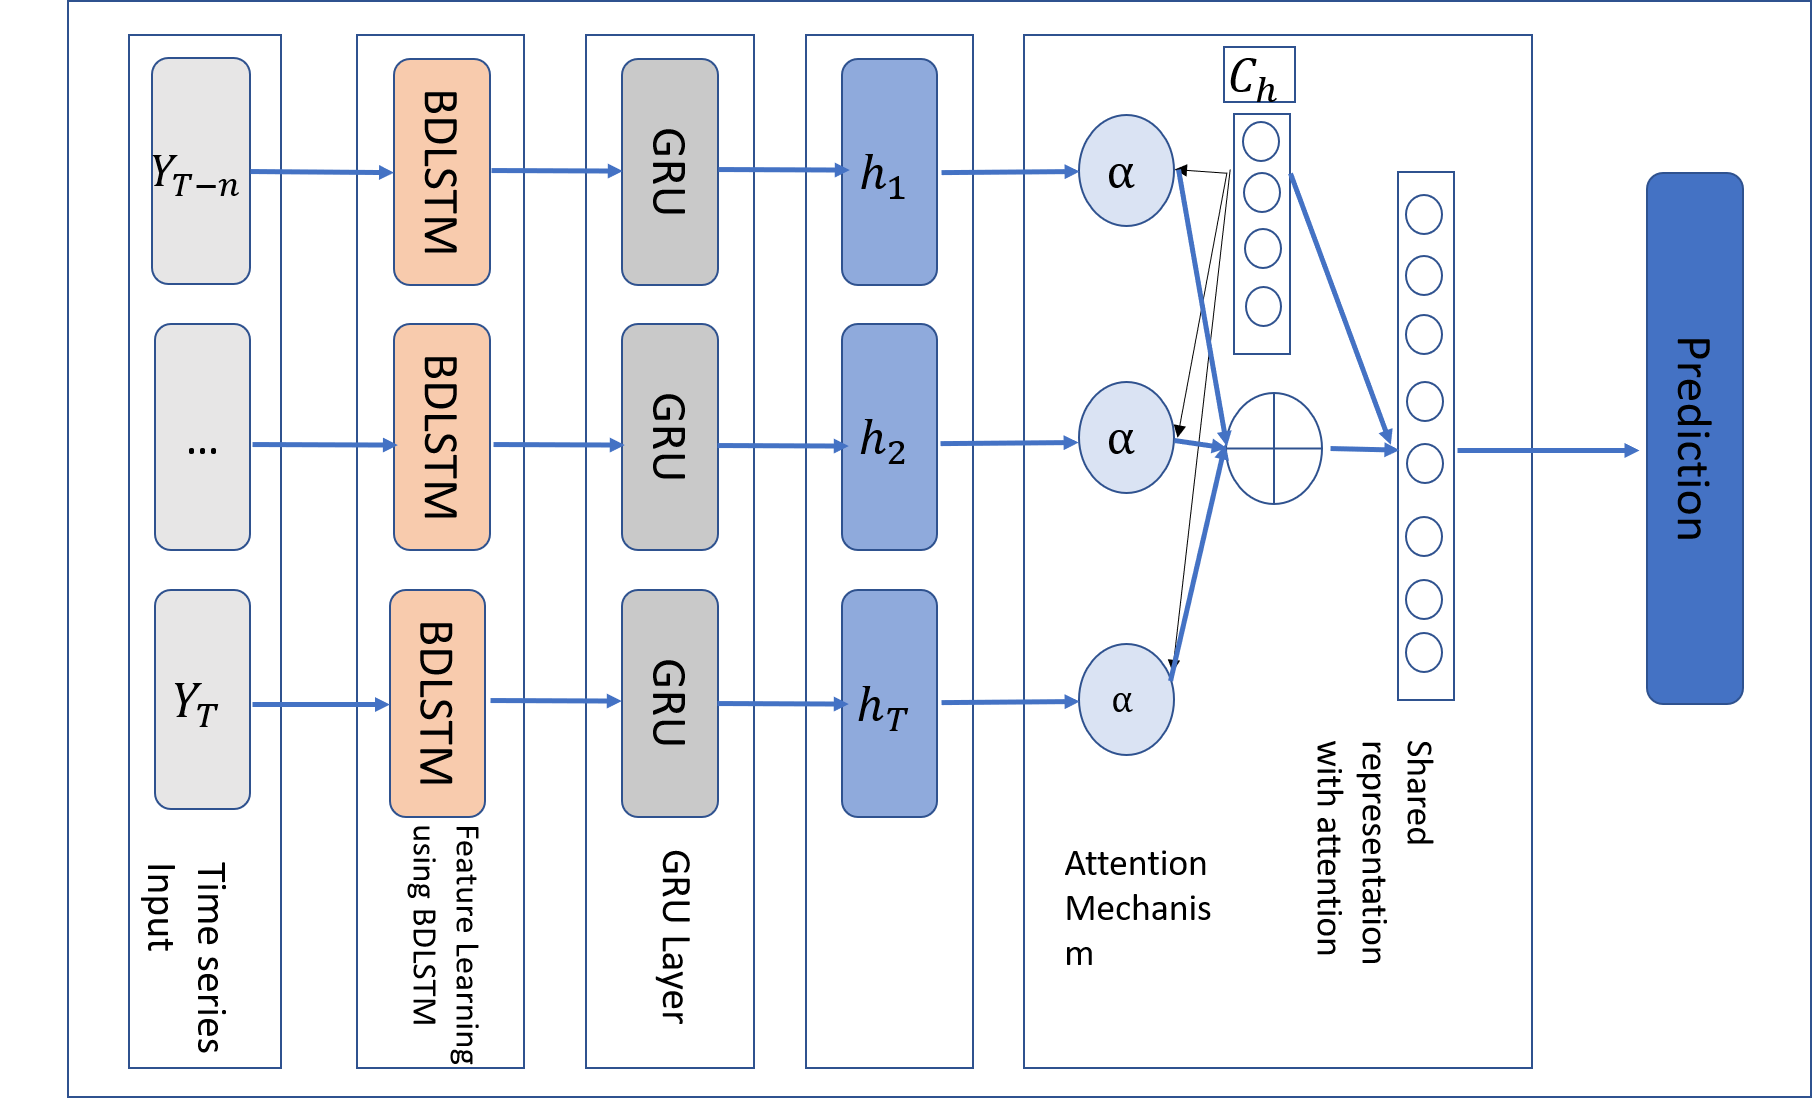 Y_{T−n}
...
Y_T
Time series
Input
BDLSTM
BDLSTM
BDLSTM
Feature Learning
using BDLSTM
GRU
GRU
GRU
GRU Layer
h_1
h_2
h_T
α
α
α
C_h
Attention
Mechanis
m
Shared
representation
with attention
Prediction